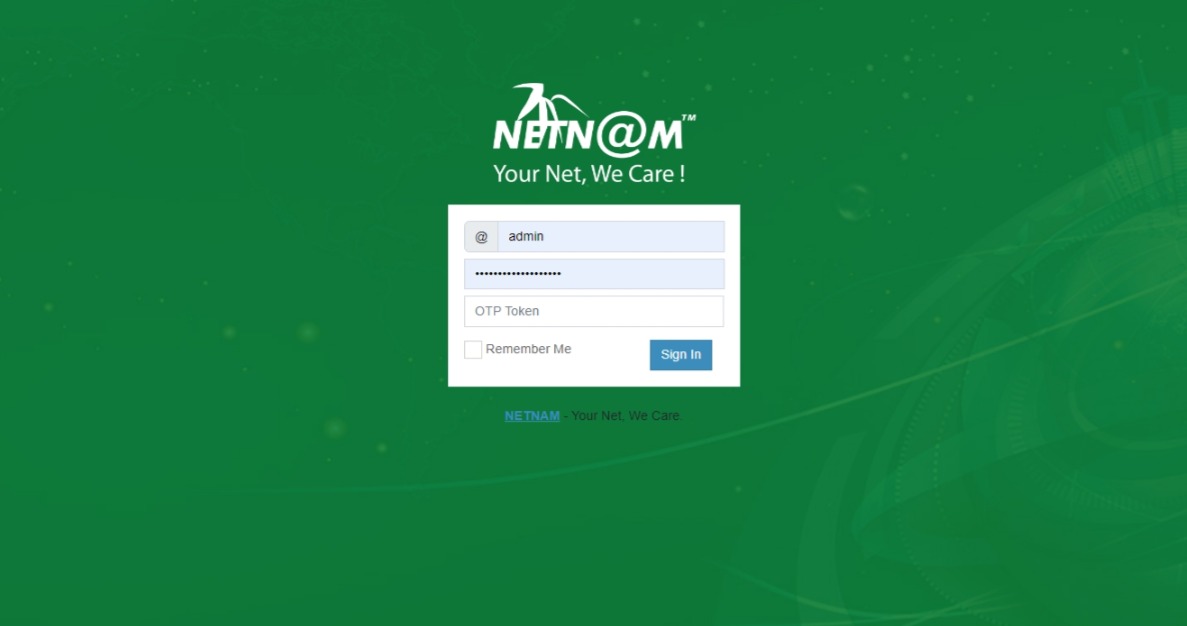 NETN@M™
Your Net, We Care !
@ admin
•••••••••••••••••••
OTP Token
Remember Me
Sign In
NETNAM - Your Net, We Care.